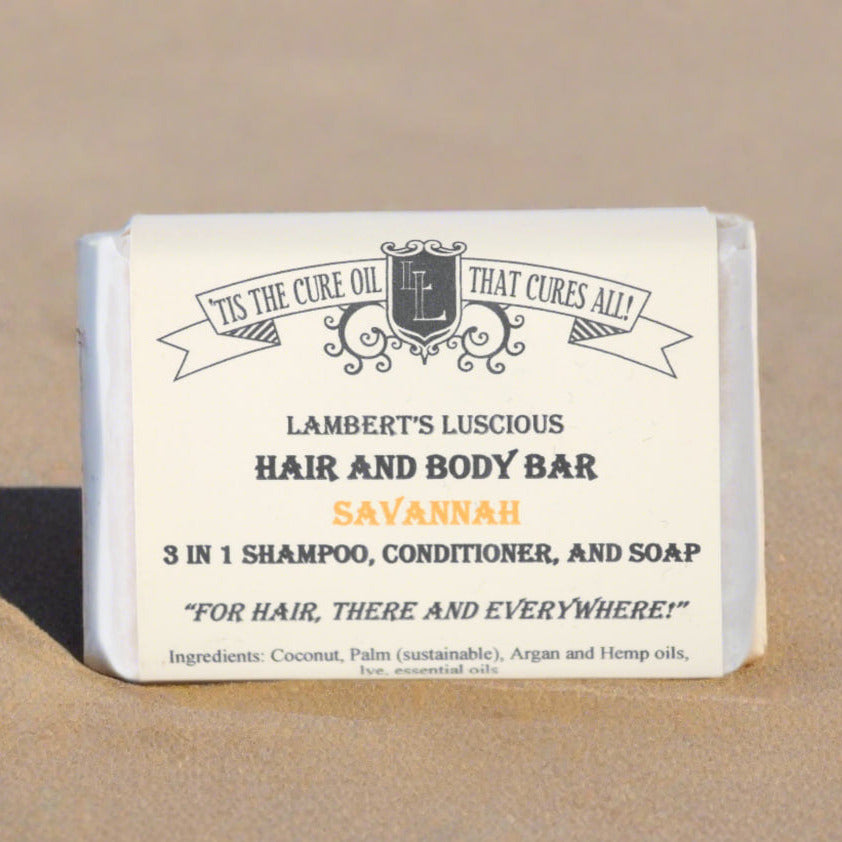 'TIS THE CURE OIL THAT CURES ALL!
LL
LAMBERT'S LUSCIOUS
HAIR AND BODY BAR
SAVANNAH
3 IN 1 SHAMPOO, CONDITIONER, AND SOAP
"FOR HAIR, THERE AND EVERYWHERE!"
Ingredients: Coconut, Palm (sustainable), Argan and Hemp oils,
lye, essential oils